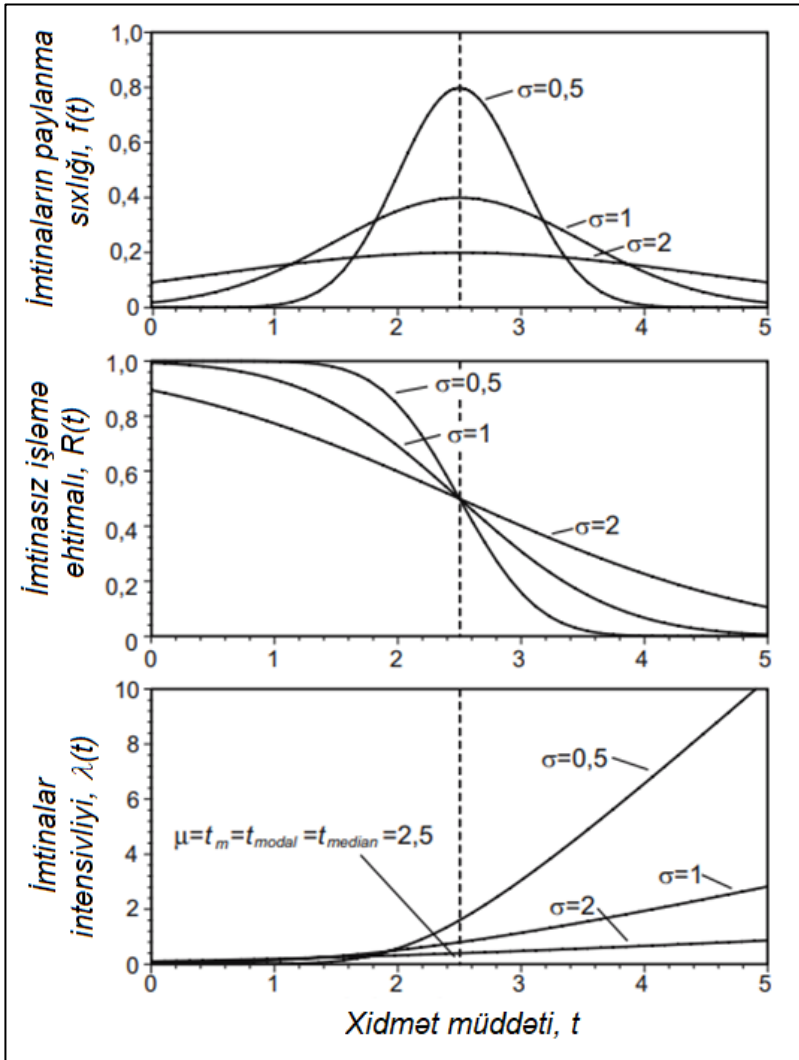 İmtinaların paylanma
sıxlığı, f(t)
1,0
0,8
0,6
0,4
0,2
0
σ=0,5
σ=1
σ=2
0 1 2 3 4 5
İmtinasız işləmə
ehtimalı, R(t)
1,0
0,8
0,6
0,4
0,2
0
σ=0,5
σ=1
σ=2
0 1 2 3 4 5
İmtinalar
intensivliyi, λ(t)
10
8
6
4
2
0
σ=0,5
μ=t_m=t_modal=t_median=2,5
σ=1
σ=2
0 1 2 3 4 5
Xidmət müddəti, t